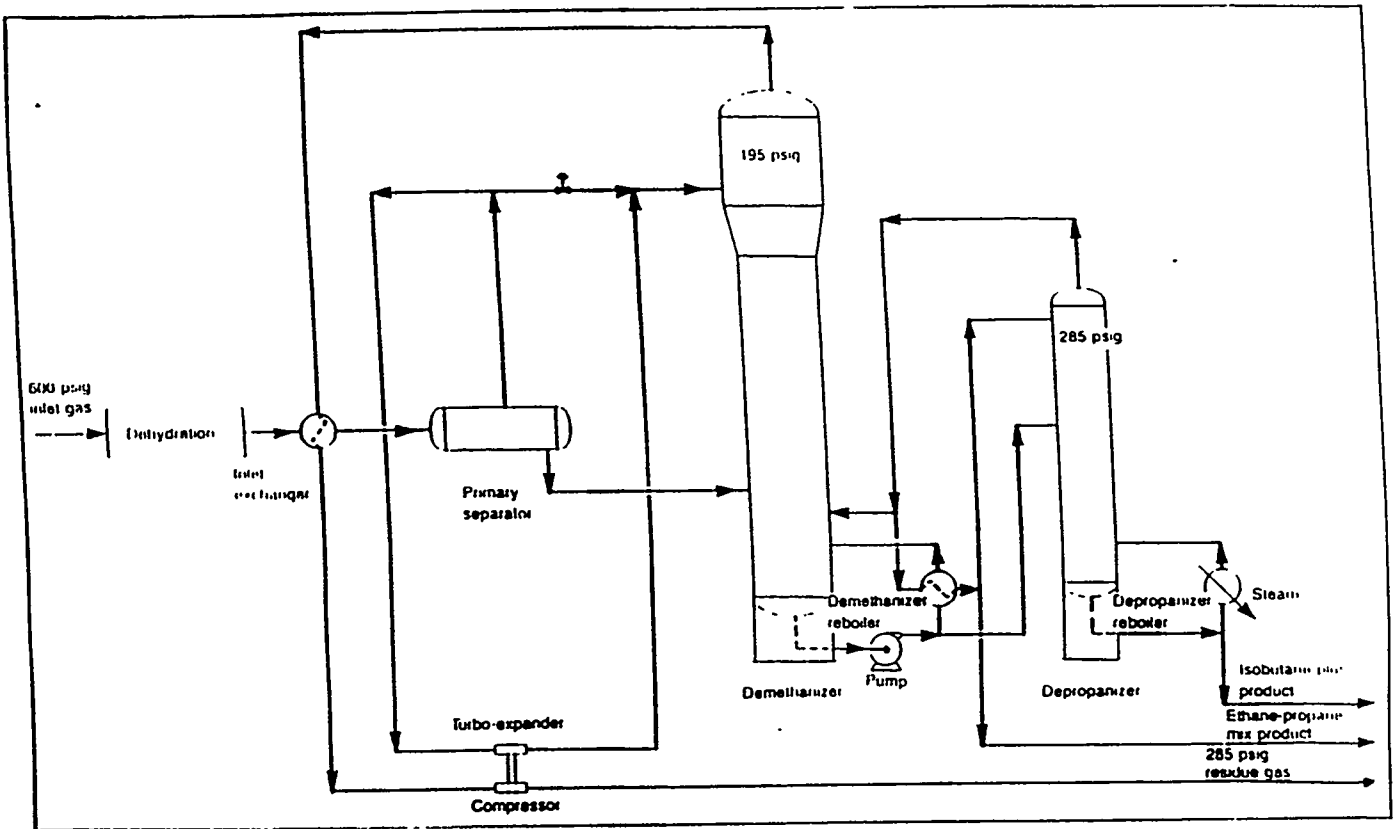 195 psig
285 psig
600 psig
inlet gas
Dehydration
Inlet
exchanger
Primary
separator
Demethanizer
reboiler
Depropanizer
reboiler
Steam
Pump
Demethanizer
Depropanizer
Isobutane plus
product
Ethane-propane
mix product
285 psig
residue gas
Turbo-expander
Compressor